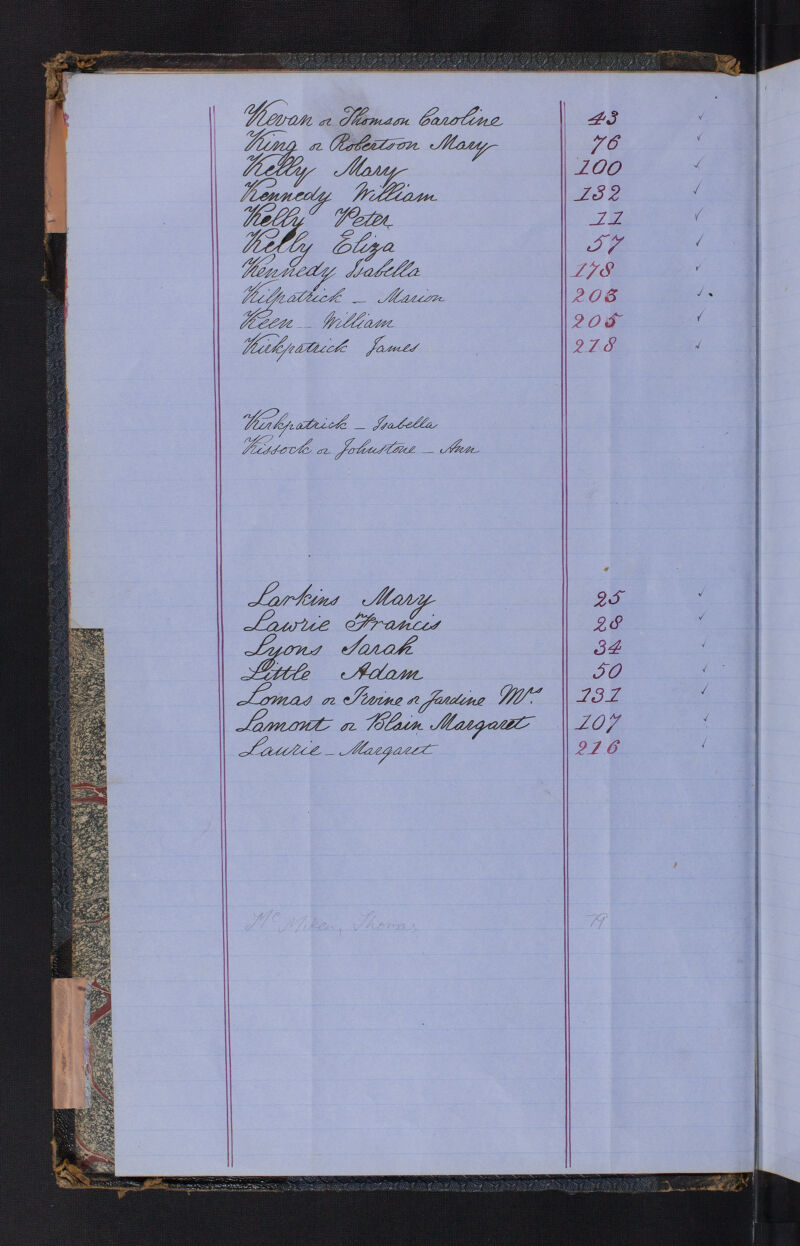 Kevan or Thomson Caroline 43 ✓
King or Robertson Mary 76 ✓
Kelly Mary 100 ✓
Kennedy William 132 ✓
Kelly Peter 11 ✓
Kelly Eliza 57 ✓
Kennedy Isabella 178 ✓
Kilpatrick - Marion 203 ✓
Keen - William 205 ✓
Kirkpatrick James 218 ✓
Kirkpatrick - Isabella
Kissock or Johnstone - Ann
Larkins Mary 25 ✓
Lawrie Francis 28 ✓
Lyons Sarah 34 ✓
Little Adam 50 ✓
Lomas or Irvine or Jardine Mrs. 131 ✓
Lamont or Blain Margaret 107 ✓
Laurie - Margaret 216 ✓
Mc 79